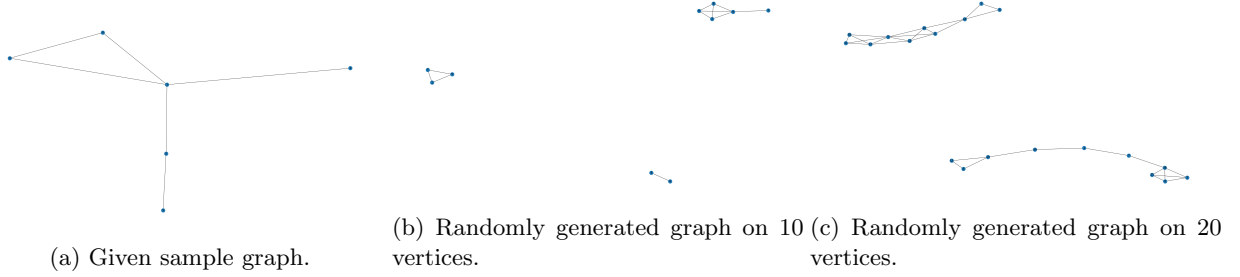 (a) Given sample graph.
(b) Randomly generated graph on 10
vertices.
(c) Randomly generated graph on 20
vertices.